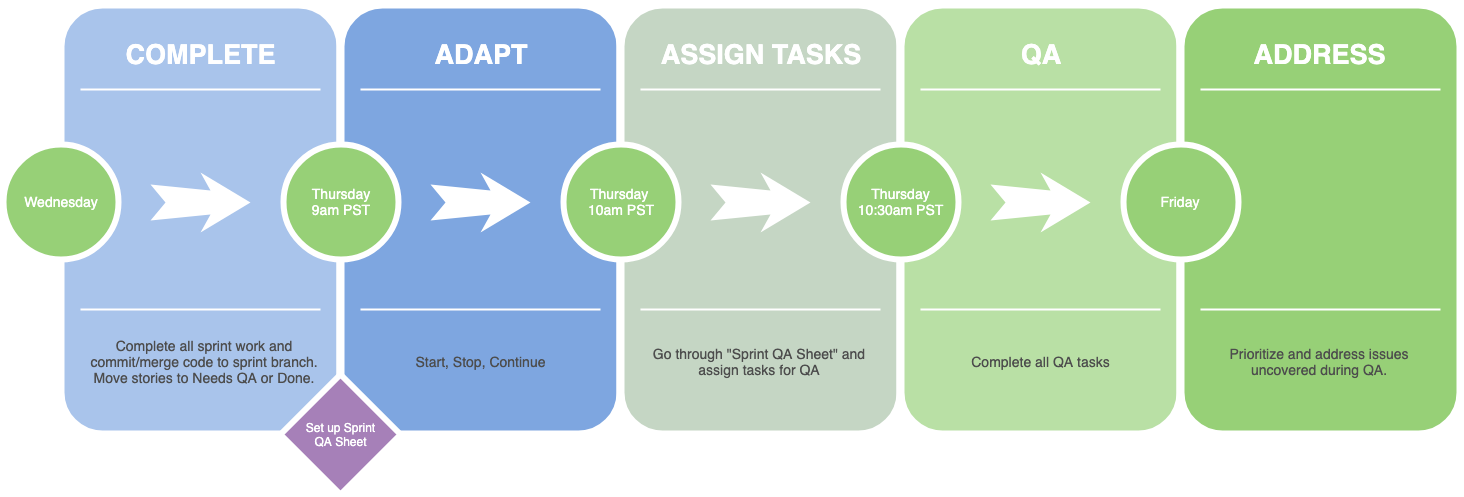 COMPLETE
ADAPT
ASSIGN TASKS
QA
ADDRESS
Wednesday
Thursday
9am PST
Thursday
10am PST
Thursday
10:30am PST
Friday
Complete all sprint work and
commit/merge code to sprint branch.
Move stories to Needs QA or Done.
Start, Stop, Continue
Go through "Sprint QA Sheet" and
assign tasks for QA
Complete all QA tasks
Prioritize and address issues
uncovered during QA.
Set up Sprint
QA Sheet